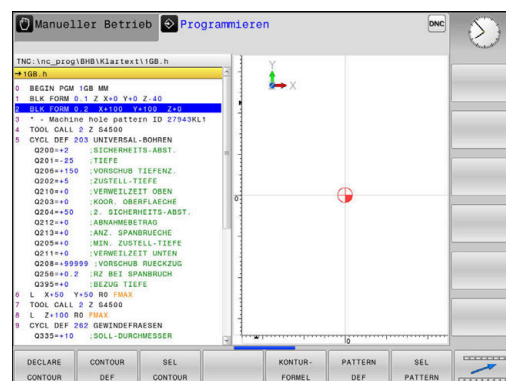 Manueller Betrieb
Programmieren
DNC
TNC:\nc_prog\BHB\Klartext\1GB.h
→1GB.h
0 BEGIN PGM 1GB MM
1 BLK FORM 0.1 Z X+0 Y+0 Z-40
2 BLK FORM 0.2 X+100 Y+100 Z+0
3 * - Machine hole pattern ID 27943KL1
4 TOOL CALL 2 Z S4500
5 CYCL DEF 203 UNIVERSAL-BOHREN
Q200=+2 ;SICHERHEITS-ABST.
Q201=-25 ;TIEFE
Q206=+150 ;VORSCHUB TIEFENZ.
Q202=+5 ;ZUSTELL-TIEFE
Q210=+0 ;VERWEILZEIT OBEN
Q203=+0 ;KOOR. OBERFLAECHE
Q204=+50 ;2. SICHERHEITS-ABST.
Q212=+0 ;ABNAHMEBETRAG
Q213=+0 ;ANZ. SPANBRUECHE
Q205=+0 ;MIN. ZUSTELL-TIEFE
Q211=+0 ;VERWEILZEIT UNTEN
Q208=+99999 ;VORSCHUB RUECKZUG
Q256=+0.2 ;RZ BEI SPANBRUCH
Q395=+0 ;BEZUG TIEFE
6 L X+50 Y+50 R0 FMAX
7 TOOL CALL 2 Z S4500
8 L Z+100 R0 FMAX
9 CYCL DEF 262 GEWINDEFRAESEN
Q335=+10 ;SOLL-DURCHMESSER
Y
X
0
0
DECLARE CONTOUR
CONTOUR DEF
SEL CONTOUR
KONTUR-FORMEL
PATTERN DEF
SEL PATTERN